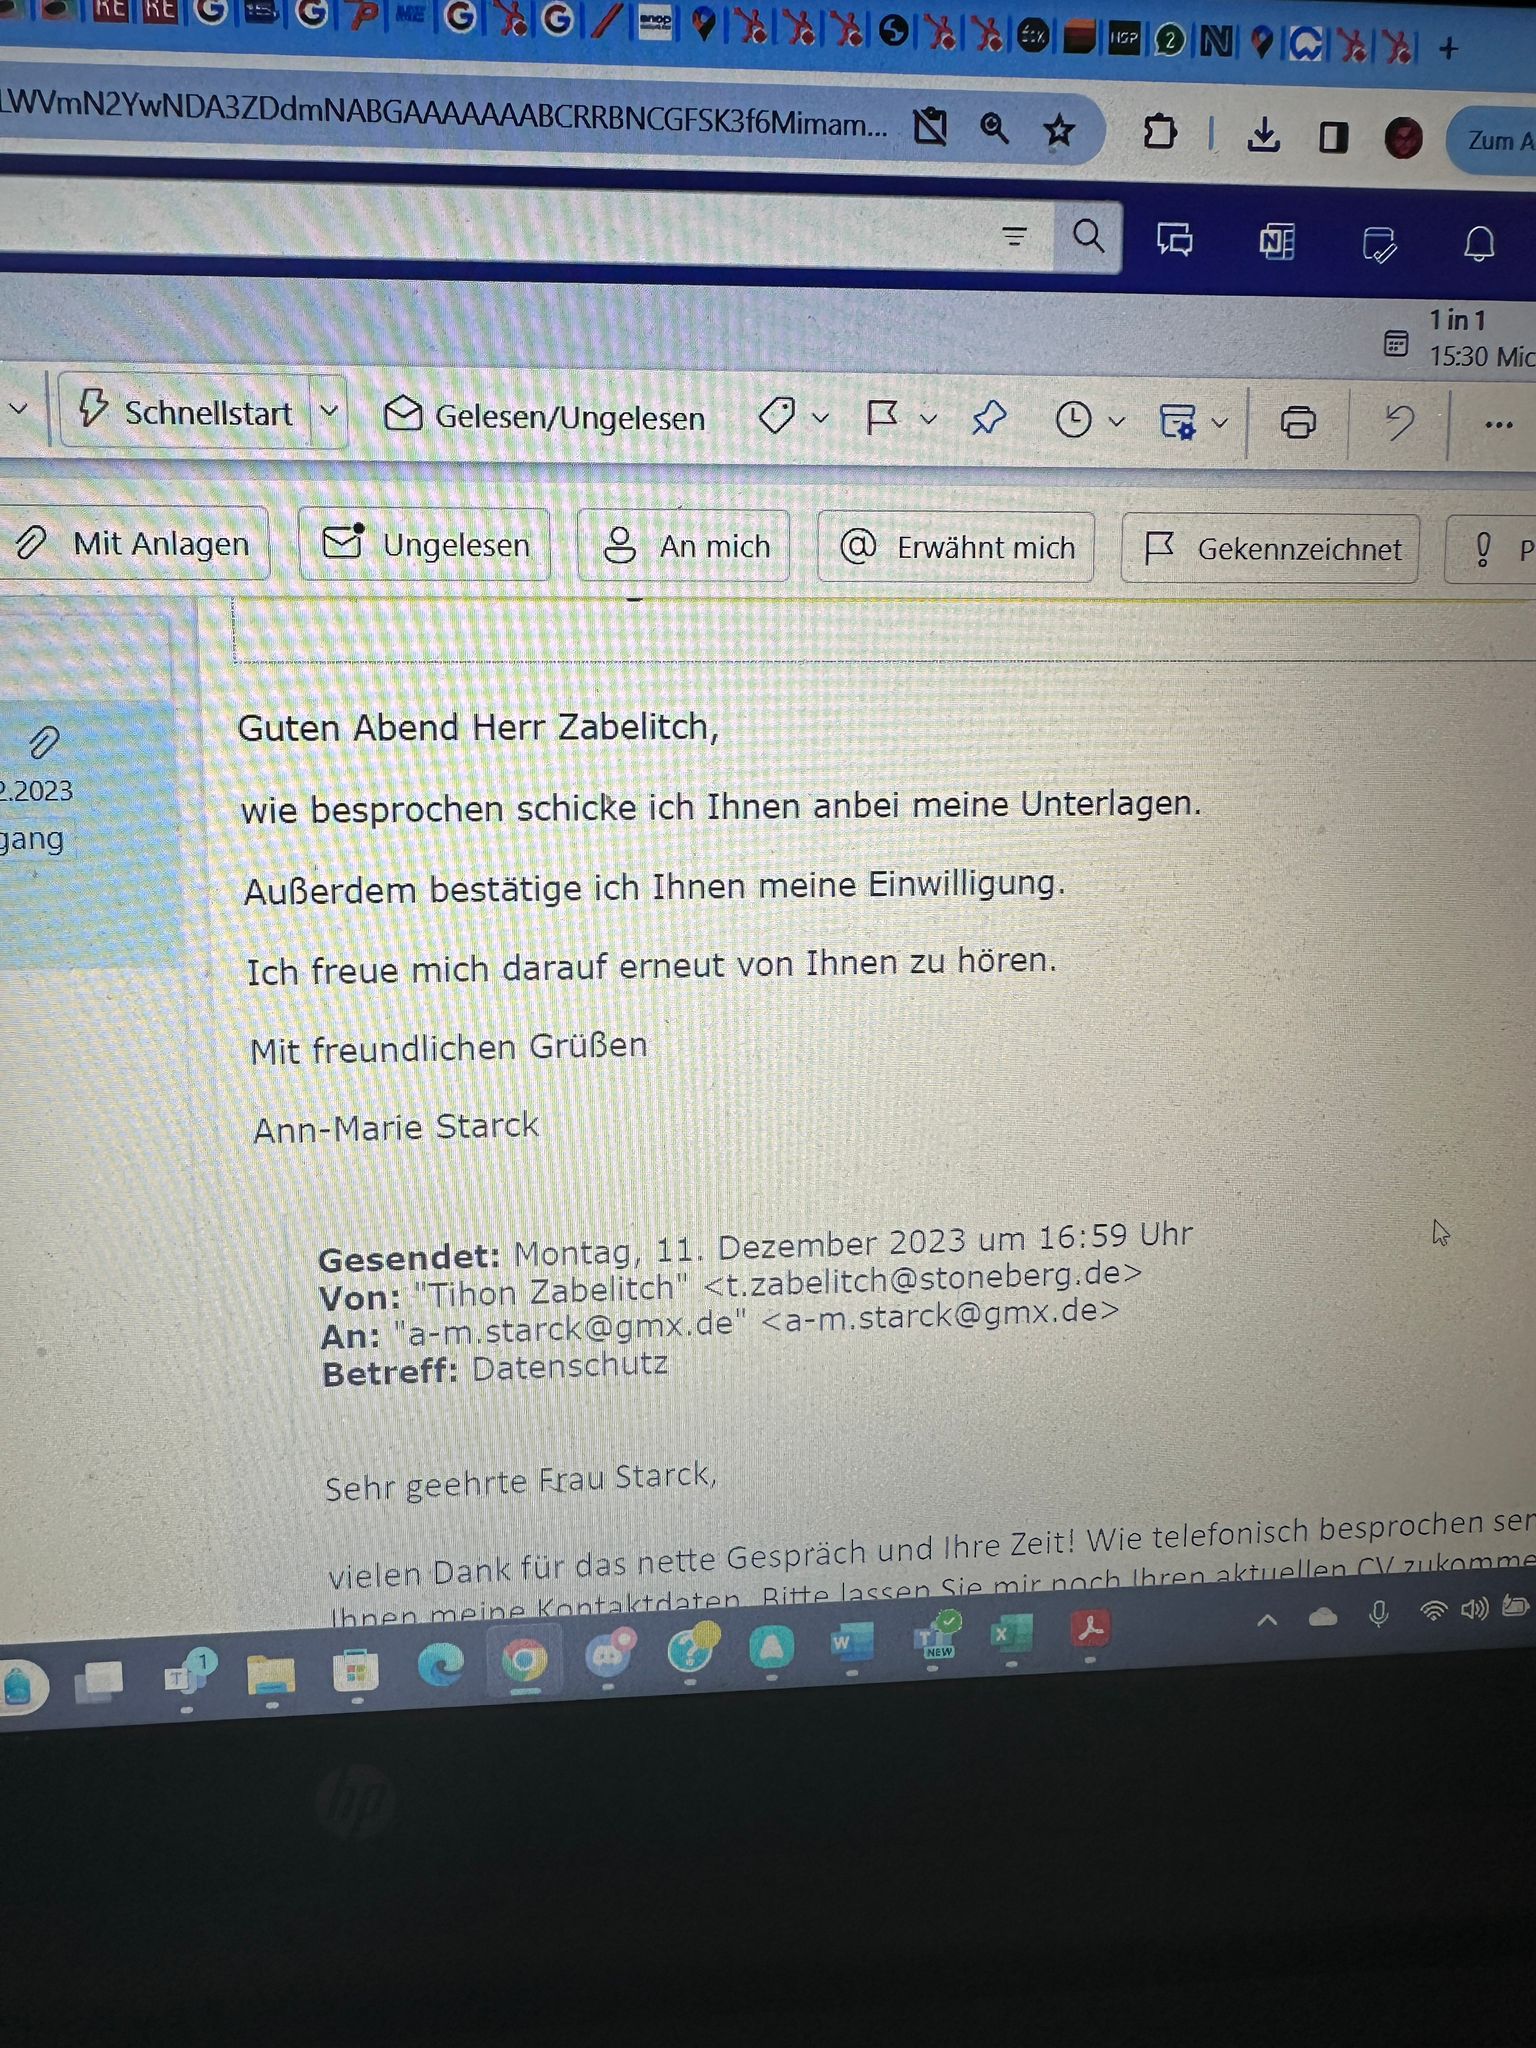 LWVmN2YwNDA3ZDdmNABGAAAAAAABCRRBNCGFSK3f6Mimam...
Zum A
1 in 1
15:30 Mic
Schnellstart
Gelesen/Ungelesen
Mit Anlagen
Ungelesen
An mich
Erwähnt mich
Gekennzeichnet
P
2.2023
gang
Guten Abend Herr Zabelitch,
wie besprochen schicke ich Ihnen anbei meine Unterlagen.
Außerdem bestätige ich Ihnen meine Einwilligung.
Ich freue mich darauf erneut von Ihnen zu hören.
Mit freundlichen Grüßen
Ann-Marie Starck
Gesendet: Montag, 11. Dezember 2023 um 16:59 Uhr
Von: "Tihon Zabelitch" <t.zabelitch@stoneberg.de>
An: "a-m.starck@gmx.de" <a-m.starck@gmx.de>
Betreff: Datenschutz
Sehr geehrte Frau Starck,
vielen Dank für das nette Gespräch und Ihre Zeit! Wie telefonisch besprochen sen
Ihnen meine Kontaktdaten. Bitte lassen Sie mir noch Ihren aktuellen CV zukomme
1
NEW
hp